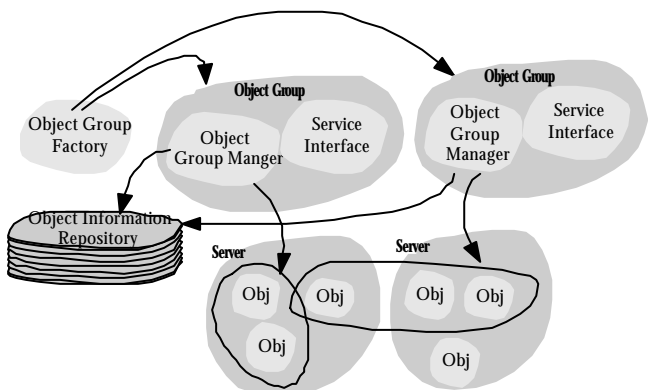 Object Group
Object Group
Object Group
Factory
Object
Group Manger
Service
Interface
Object
Group
Manager
Service
Interface
Object Information
Repository
Server
Server
Obj
Obj
Obj
Obj
Obj
Obj